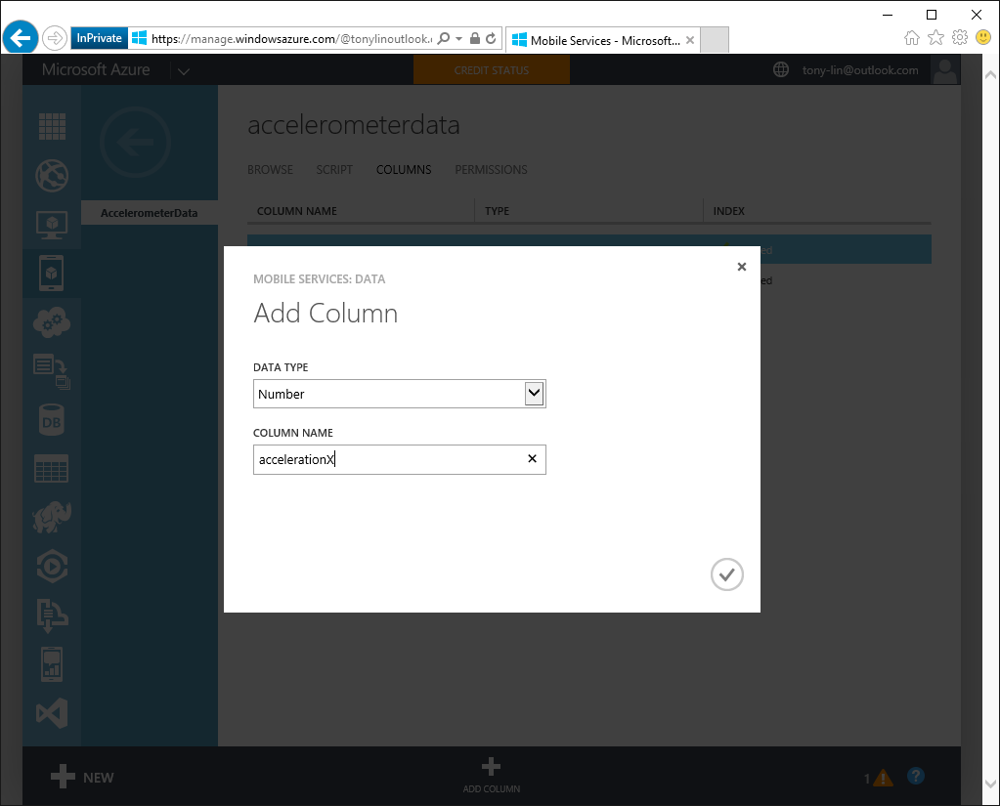 InPrivate
https://manage.windowsazure.com/@tonylinoutlook.
Mobile Services - Microsoft...
Microsoft Azure
CREDIT STATUS
tony-lin@outlook.com
accelerometerdata
BROWSE SCRIPT COLUMNS PERMISSIONS
AccelerometerData
COLUMN NAME TYPE INDEX
ed
ed
MOBILE SERVICES: DATA
Add Column
DATA TYPE
Number
COLUMN NAME
accelerationX
DB
NEW
ADD COLUMN
1
?